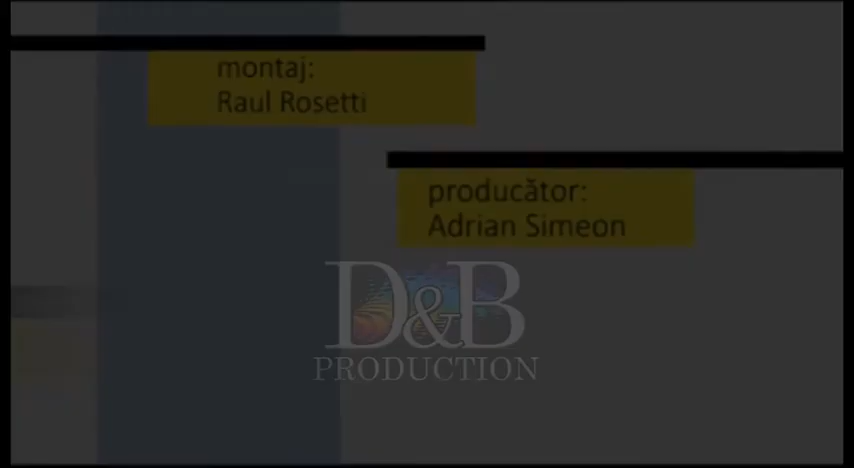 montaj:
Raul Rosetti
producător:
Adrian Simeon
D&B
PRODUCTION